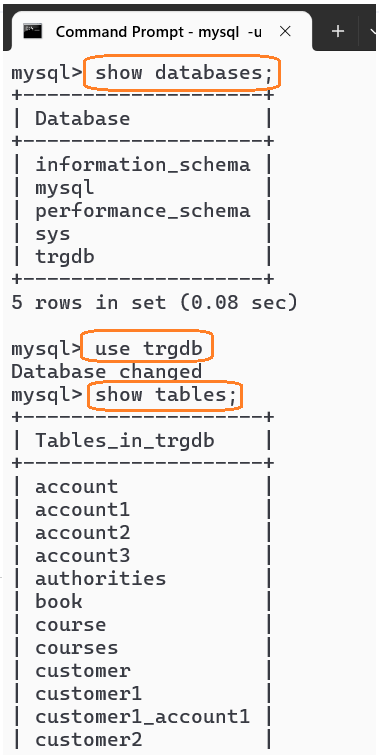 Command Prompt - mysql -u
mysql> show databases;
+--------------------+
| Database           |
+--------------------+
| information_schema |
| mysql              |
| performance_schema |
| sys                |
| trgdb              |
+--------------------+
5 rows in set (0.08 sec)
mysql> use trgdb
Database changed
mysql> show tables;
+--------------------+
| Tables_in_trgdb    |
+--------------------+
| account            |
| account1           |
| account2           |
| account3           |
| authorities        |
| book               |
| course             |
| courses            |
| customer           |
| customer1          |
| customer1_account1 |
| customer2          |